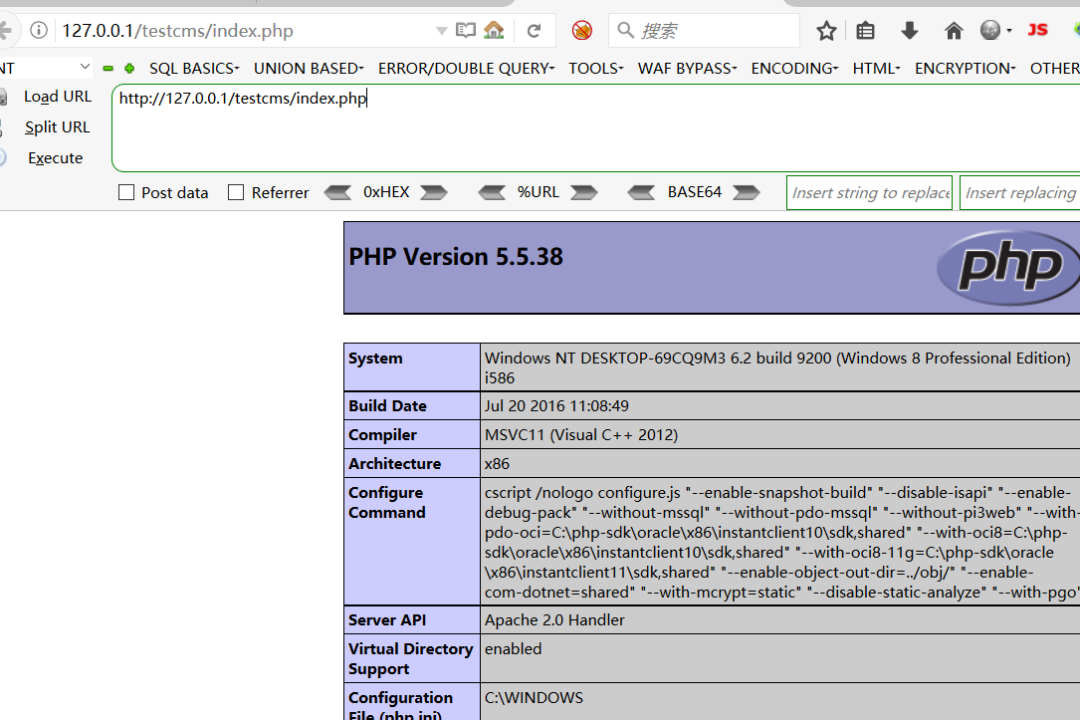 127.0.0.1/testcms/index.php
搜索
JS
NT
SQL BASICS
UNION BASED
ERROR/DOUBLE QUERY
TOOLS
WAF BYPASS
ENCODING
HTML
ENCRYPTION
OTHER
Load URL
http://127.0.0.1/testcms/index.php
Split URL
Execute
Post data
Referrer
0xHEX
%URL
BASE64
Insert string to replace
Insert replacing
PHP Version 5.5.38
php
System
Windows NT DESKTOP-69CQ9M3 6.2 build 9200 (Windows 8 Professional Edition)
i586
Build Date
Jul 20 2016 11:08:49
Compiler
MSVC11 (Visual C++ 2012)
Architecture
x86
Configure
Command
cscript /nologo configure.js "--enable-snapshot-build" "--disable-isapi" "--enable-
debug-pack" "--without-mssql" "--without-pdo-mssql" "--without-pi3web" "--with-
pdo-oci=C:\php-sdk\oracle\x86\instantclient10\sdk,shared" "--with-oci8=C:\php-
sdk\oracle\x86\instantclient10\sdk,shared" "--with-oci8-11g=C:\php-sdk\oracle
\x86\instantclient11\sdk,shared" "--enable-object-out-dir=../obj/" "--enable-
com-dotnet=shared" "--with-mcrypt=static" "--disable-static-analyze" "--with-pgo"
Server API
Apache 2.0 Handler
Virtual Directory
Support
enabled
Configuration
File (php.ini)
C:\WINDOWS